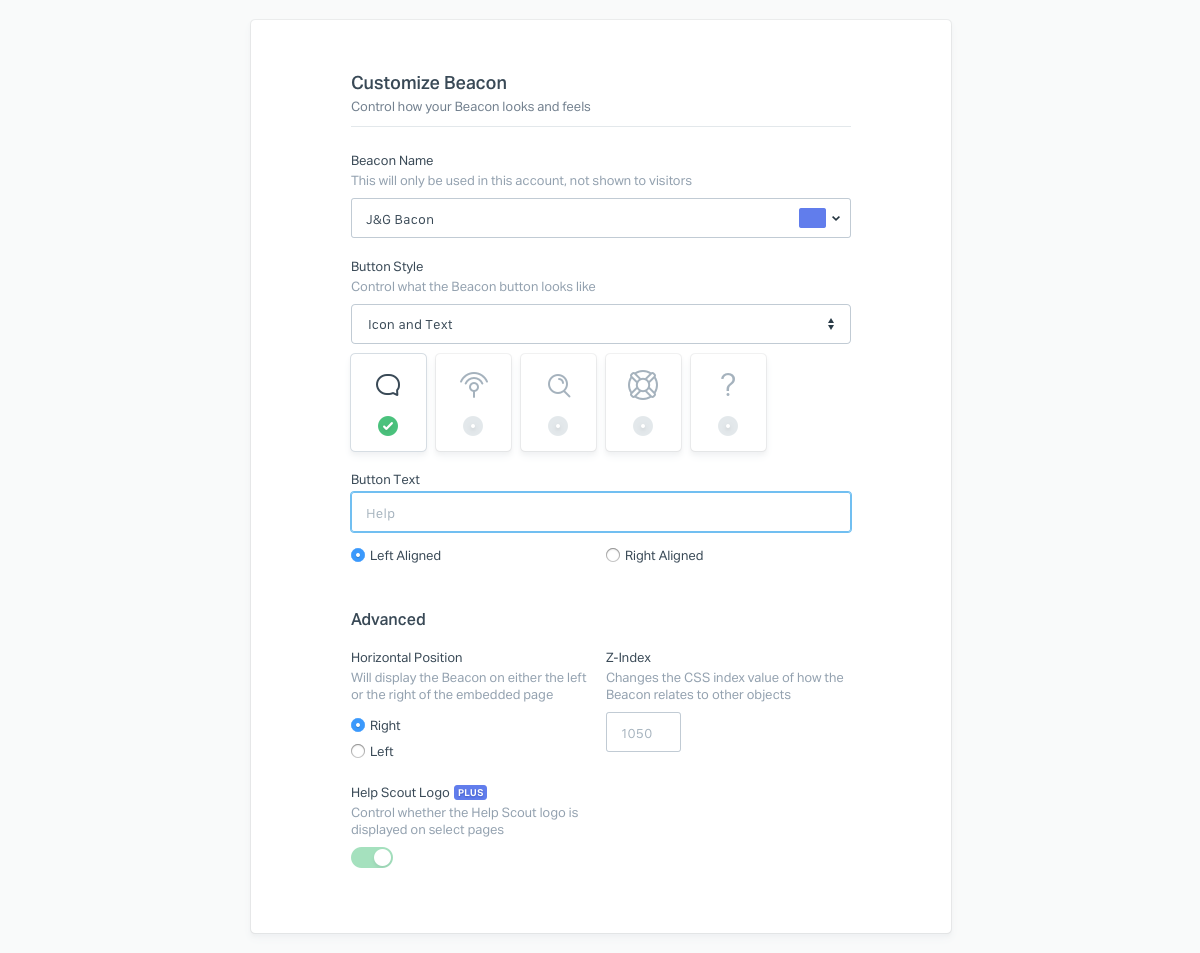 Customize Beacon
Control how your Beacon looks and feels
Beacon Name
This will only be used in this account, not shown to visitors
J&G Bacon
Button Style
Control what the Beacon button looks like
Icon and Text
Button Text
Help
Left Aligned
Right Aligned
Advanced
Horizontal Position
Will display the Beacon on either the left
or the right of the embedded page
Right
Left
Z-Index
Changes the CSS index value of how the
Beacon relates to other objects
1050
Help Scout Logo PLUS
Control whether the Help Scout logo is
displayed on select pages